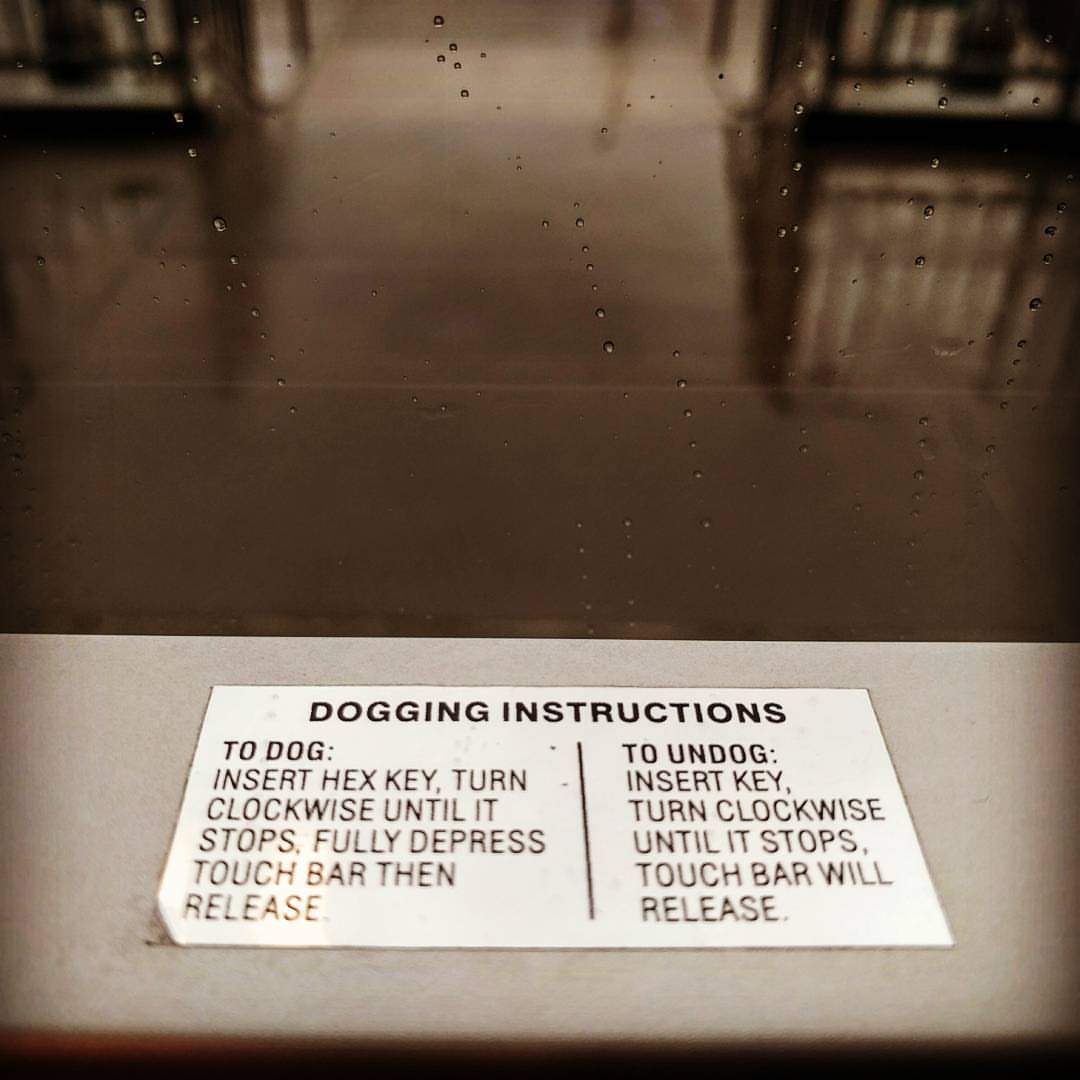 DOGGING INSTRUCTIONS
TO DOG:
INSERT HEX KEY, TURN
CLOCKWISE UNTIL IT
STOPS, FULLY DEPRESS
TOUCH BAR THEN
RELEASE.
TO UNDOG:
INSERT KEY,
TURN CLOCKWISE
UNTIL IT STOPS,
TOUCH BAR WILL
RELEASE.